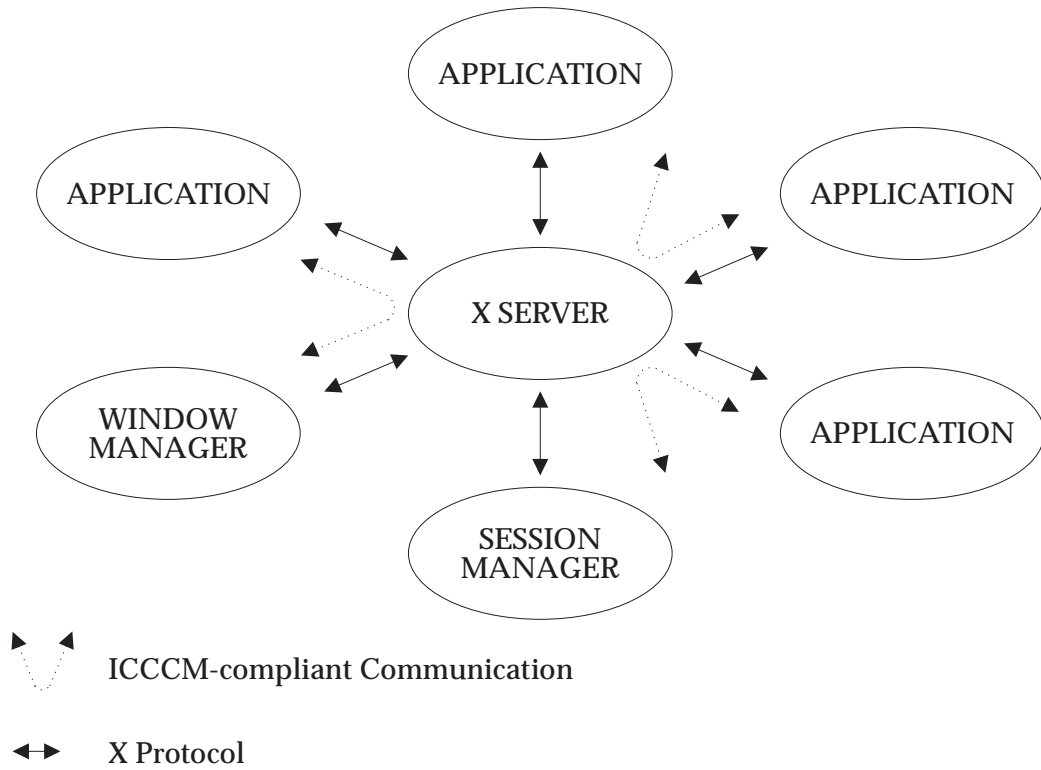 APPLICATION
APPLICATION
APPLICATION
X SERVER
WINDOW
MANAGER
APPLICATION
SESSION
MANAGER
ICCCM-compliant Communication
X Protocol